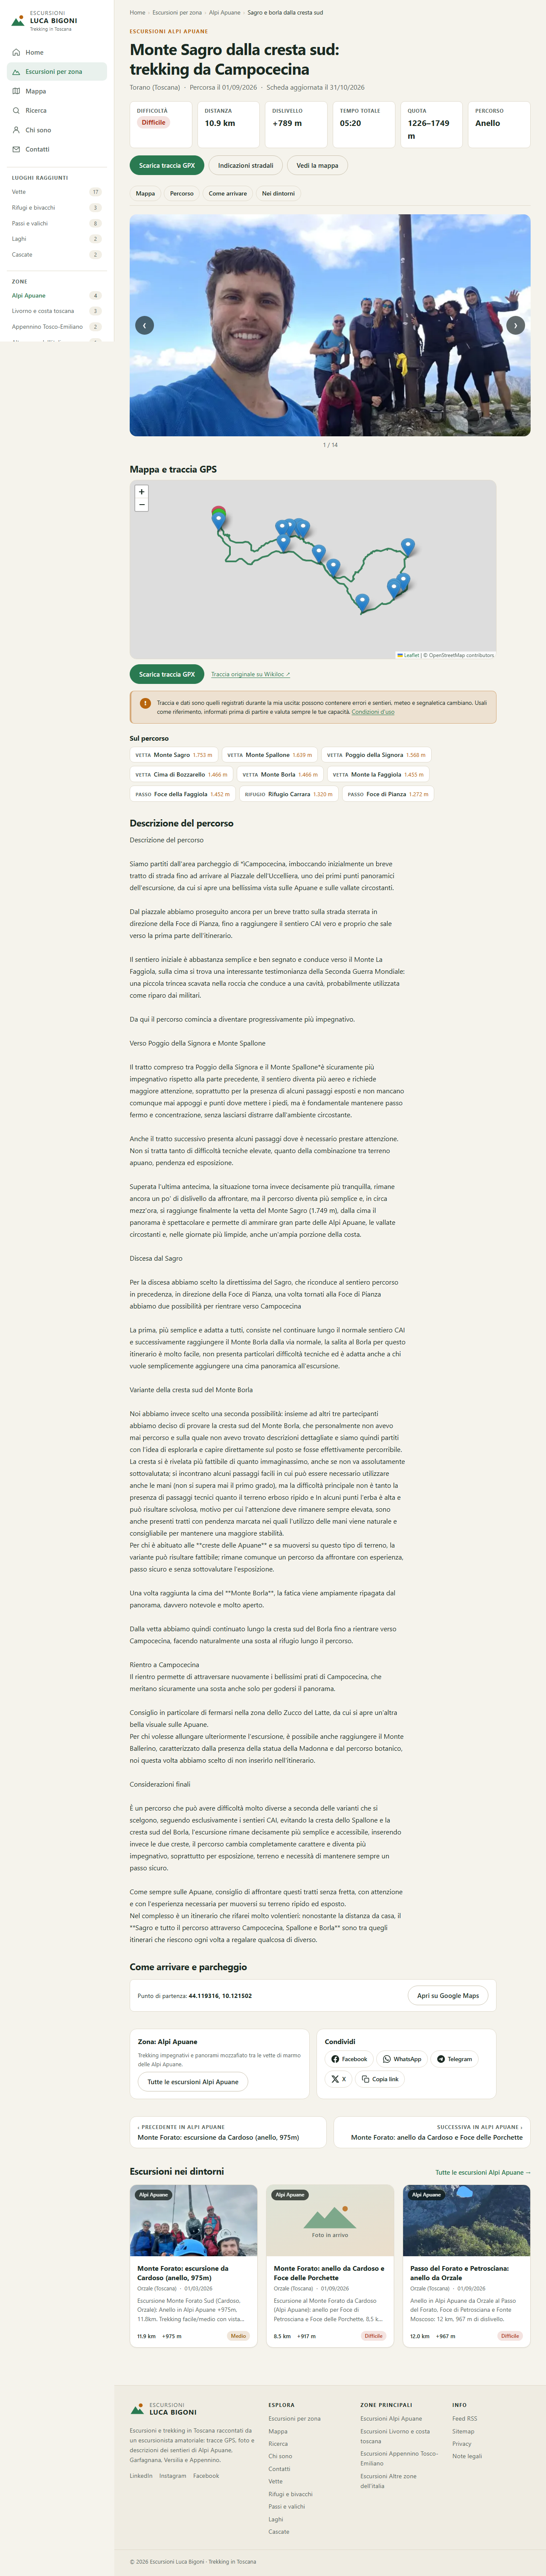 ESCURSIONI
LUCA BIGONI
Trekking in Toscana
Home
Escursioni per zona
Mappa
Ricerca
Chi sono
Contatti
LUOGHI RAGGIUNTI
Vette 17
Rifugi e bivacchi 3
Passi e valichi 8
Laghi 2
Cascate 2
ZONE
Alpi Apuane 4
Livorno e costa toscana 3
Appennino Tosco-Emiliano 2
Home › Escursioni per zona › Alpi Apuane › Sagro e borla dalla cresta sud
ESCURSIONI ALPI APUANE
Monte Sagro dalla cresta sud:
trekking da Campocecina
Torano (Toscana) · Percorsa il 01/09/2026 · Scheda aggiornata il 31/10/2026
DIFFICOLTÀ
Difficile
DISTANZA
10.9 km
DISLIVELLO
+789 m
TEMPO TOTALE
05:20
QUOTA
1226–1749
m
PERCORSO
Anello
Scarica traccia GPX
Indicazioni stradali
Vedi la mappa
Mappa
Percorso
Come arrivare
Nei dintorni
‹
›
1 / 14
Mappa e traccia GPS
+
−
Leaflet | © OpenStreetMap contributors
Scarica traccia GPX
Traccia originale su Wikiloc ↗
! Traccia e dati sono quelli registrati durante la mia uscita: possono contenere errori e sentieri, meteo e segnaletica cambiano. Usali
come riferimento, informati prima di partire e valuta sempre le tue capacità. Condizioni d'uso
Sul percorso
VETTA Monte Sagro 1.753 m
VETTA Monte Spallone 1.639 m
VETTA Poggio della Signora 1.568 m
VETTA Cima di Bozzarello 1.466 m
VETTA Monte Borla 1.466 m
VETTA Monte la Faggiola 1.455 m
PASSO Foce della Faggiola 1.452 m
RIFUGIO Rifugio Carrara 1.320 m
PASSO Foce di Pianza 1.272 m
Descrizione del percorso
Descrizione del percorso
Siamo partiti dall'area parcheggio di *iCampocecina, imboccando inizialmente un breve
tratto di strada fino ad arrivare al Piazzale dell'Uccelliera, uno dei primi punti panoramici
dell'escursione, da cui si apre una bellissima vista sulle Apuane e sulle vallate circostanti.
Dal piazzale abbiamo proseguito ancora per un breve tratto sulla strada sterrata in
direzione della Foce di Pianza, fino a raggiungere il sentiero CAI vero e proprio che sale
verso la prima parte dell'itinerario.
Il sentiero iniziale è abbastanza semplice e ben segnato e conduce verso il Monte La
Faggiola, sulla cima si trova una interessante testimonianza della Seconda Guerra Mondiale:
una piccola trincea scavata nella roccia che conduce a una cavità, probabilmente utilizzata
come riparo dai militari.
Da qui il percorso comincia a diventare progressivamente più impegnativo.
Verso Poggio della Signora e Monte Spallone
Il tratto compreso tra Poggio della Signora e il Monte Spallone*è sicuramente più
impegnativo rispetto alla parte precedente, il sentiero diventa più aereo e richiede
maggiore attenzione, soprattutto per la presenza di alcuni passaggi esposti e non mancano
comunque mai appoggi e punti dove mettere i piedi, ma è fondamentale mantenere passo
fermo e concentrazione, senza lasciarsi distrarre dall'ambiente circostante.
Anche il tratto successivo presenta alcuni passaggi dove è necessario prestare attenzione.
Non si tratta tanto di difficoltà tecniche elevate, quanto della combinazione tra terreno
apuano, pendenza ed esposizione.
Superata l'ultima antecima, la situazione torna invece decisamente più tranquilla, rimane
ancora un po' di dislivello da affrontare, ma il percorso diventa più semplice e, in circa
mezz'ora, si raggiunge finalmente la vetta del Monte Sagro (1.749 m), dalla cima il
panorama è spettacolare e permette di ammirare gran parte delle Alpi Apuane, le vallate
circostanti e, nelle giornate più limpide, anche un'ampia porzione della costa.
Discesa dal Sagro
Per la discesa abbiamo scelto la direttissima del Sagro, che riconduce al sentiero percorso
in precedenza, in direzione della Foce di Pianza, una volta tornati alla Foce di Pianza
abbiamo due possibilità per rientrare verso Campocecina
La prima, più semplice e adatta a tutti, consiste nel continuare lungo il normale sentiero CAI
e successivamente raggiungere il Monte Borla dalla via normale, la salita al Borla per questo
itinerario è molto facile, non presenta particolari difficoltà tecniche ed è adatta anche a chi
vuole semplicemente aggiungere una cima panoramica all'escursione.
Variante della cresta sud del Monte Borla
Noi abbiamo invece scelto una seconda possibilità: insieme ad altri tre partecipanti
abbiamo deciso di provare la cresta sud del Monte Borla, che personalmente non avevo
mai percorso e sulla quale non avevo trovato descrizioni dettagliate e siamo quindi partiti
con l'idea di esplorarla e capire direttamente sul posto se fosse effettivamente percorribile.
La cresta si è rivelata più fattibile di quanto immaginassimo, anche se non va assolutamente
sottovalutata; si incontrano alcuni passaggi facili in cui può essere necessario utilizzare
anche le mani (non si supera mai il primo grado), ma la difficoltà principale non è tanto la
presenza di passaggi tecnici quanto il terreno erboso ripido e In alcuni punti l'erba è alta e
può risultare scivolosa, motivo per cui l'attenzione deve rimanere sempre elevata, sono
anche presenti tratti con pendenza marcata nei quali l'utilizzo delle mani viene naturale e
consigliabile per mantenere una maggiore stabilità.
Per chi è abituato alle **creste delle Apuane** e sa muoversi su questo tipo di terreno, la
variante può risultare fattibile; rimane comunque un percorso da affrontare con esperienza,
passo sicuro e senza sottovalutare l'esposizione.
Una volta raggiunta la cima del **Monte Borla**, la fatica viene ampiamente ripagata dal
panorama, davvero notevole e molto aperto.
Dalla vetta abbiamo quindi continuato lungo la cresta sud del Borla fino a rientrare verso
Campocecina, facendo naturalmente una sosta al rifugio lungo il percorso.
Rientro a Campocecina
Il rientro permette di attraversare nuovamente i bellissimi prati di Campocecina, che
meritano sicuramente una sosta anche solo per godersi il panorama.
Consiglio in particolare di fermarsi nella zona dello Zucco del Latte, da cui si apre un'altra
bella visuale sulle Apuane.
Per chi volesse allungare ulteriormente l'escursione, è possibile anche raggiungere il Monte
Ballerino, caratterizzato dalla presenza della statua della Madonna e dal percorso botanico,
noi questa volta abbiamo scelto di non inserirlo nell'itinerario.
Considerazioni finali
È un percorso che può avere difficoltà molto diverse a seconda delle varianti che si
scelgono, seguendo esclusivamente i sentieri CAI, evitando la cresta dello Spallone e la
cresta sud del Borla, l'escursione rimane decisamente più semplice e accessibile, inserendo
invece le due creste, il percorso cambia completamente carattere e diventa più
impegnativo, soprattutto per esposizione, terreno e necessità di mantenere sempre un
passo sicuro.
Come sempre sulle Apuane, consiglio di affrontare questi tratti senza fretta, con attenzione
e con l'esperienza necessaria per muoversi su terreno ripido ed esposto.
Nel complesso è un itinerario che rifarei molto volentieri: nonostante la distanza da casa, il
**Sagro e tutto il percorso attraverso Campocecina, Spallone e Borla** sono tra quegli
itinerari che riescono ogni volta a regalare qualcosa di diverso.
Come arrivare e parcheggio
Punto di partenza: 44.119316, 10.121502
Apri su Google Maps
Zona: Alpi Apuane
Trekking impegnativi e panorami mozzafiato tra le vette di marmo
delle Alpi Apuane.
Tutte le escursioni Alpi Apuane
Condividi
Facebook
WhatsApp
Telegram
X
Copia link
‹ PRECEDENTE IN ALPI APUANE
Monte Forato: escursione da Cardoso (anello, 975m)
SUCCESSIVA IN ALPI APUANE ›
Monte Forato: anello da Cardoso e Foce delle Porchette
Escursioni nei dintorni
Tutte le escursioni Alpi Apuane →
Alpi Apuane
Monte Forato: escursione da
Cardoso (anello, 975m)
Orzale (Toscana) · 01/03/2026
Escursione Monte Forato Sud (Cardoso,
Orzale): Anello in Alpi Apuane +975m,
11.8km. Trekking facile/medio con vista…
11.9 km +975 m Medio
Alpi Apuane
Foto in arrivo
Monte Forato: anello da Cardoso e
Foce delle Porchette
Orzale (Toscana) · 01/09/2026
Escursione al Monte Forato da Cardoso
(Alpi Apuane): anello per Foce di
Petrosciana e Foce delle Porchette, 8.5 k…
8.5 km +917 m Difficile
Alpi Apuane
Passo del Forato e Petrosciana:
anello da Orzale
Orzale (Toscana) · 01/09/2026
Anello in Alpi Apuane da Orzale al Passo
del Forato, Foce di Petrosciana e Fonte
Moscoso: 12 km, 967 m di dislivello.
12.0 km +967 m Difficile
ESCURSIONI
LUCA BIGONI
Escursioni e trekking in Toscana raccontati da
un escursionista amatoriale: tracce GPS, foto e
descrizioni dei sentieri di Alpi Apuane,
Garfagnana, Versilia e Appennino.
LinkedIn Instagram Facebook
ESPLORA
Escursioni per zona
Mappa
Ricerca
Chi sono
Contatti
Vette
Rifugi e bivacchi
Passi e valichi
Laghi
Cascate
ZONE PRINCIPALI
Escursioni Alpi Apuane
Escursioni Livorno e costa
toscana
Escursioni Appennino Tosco-
Emiliano
Escursioni Altre zone
dell'Italia
INFO
Feed RSS
Sitemap
Privacy
Note legali
© 2026 Escursioni Luca Bigoni · Trekking in Toscana